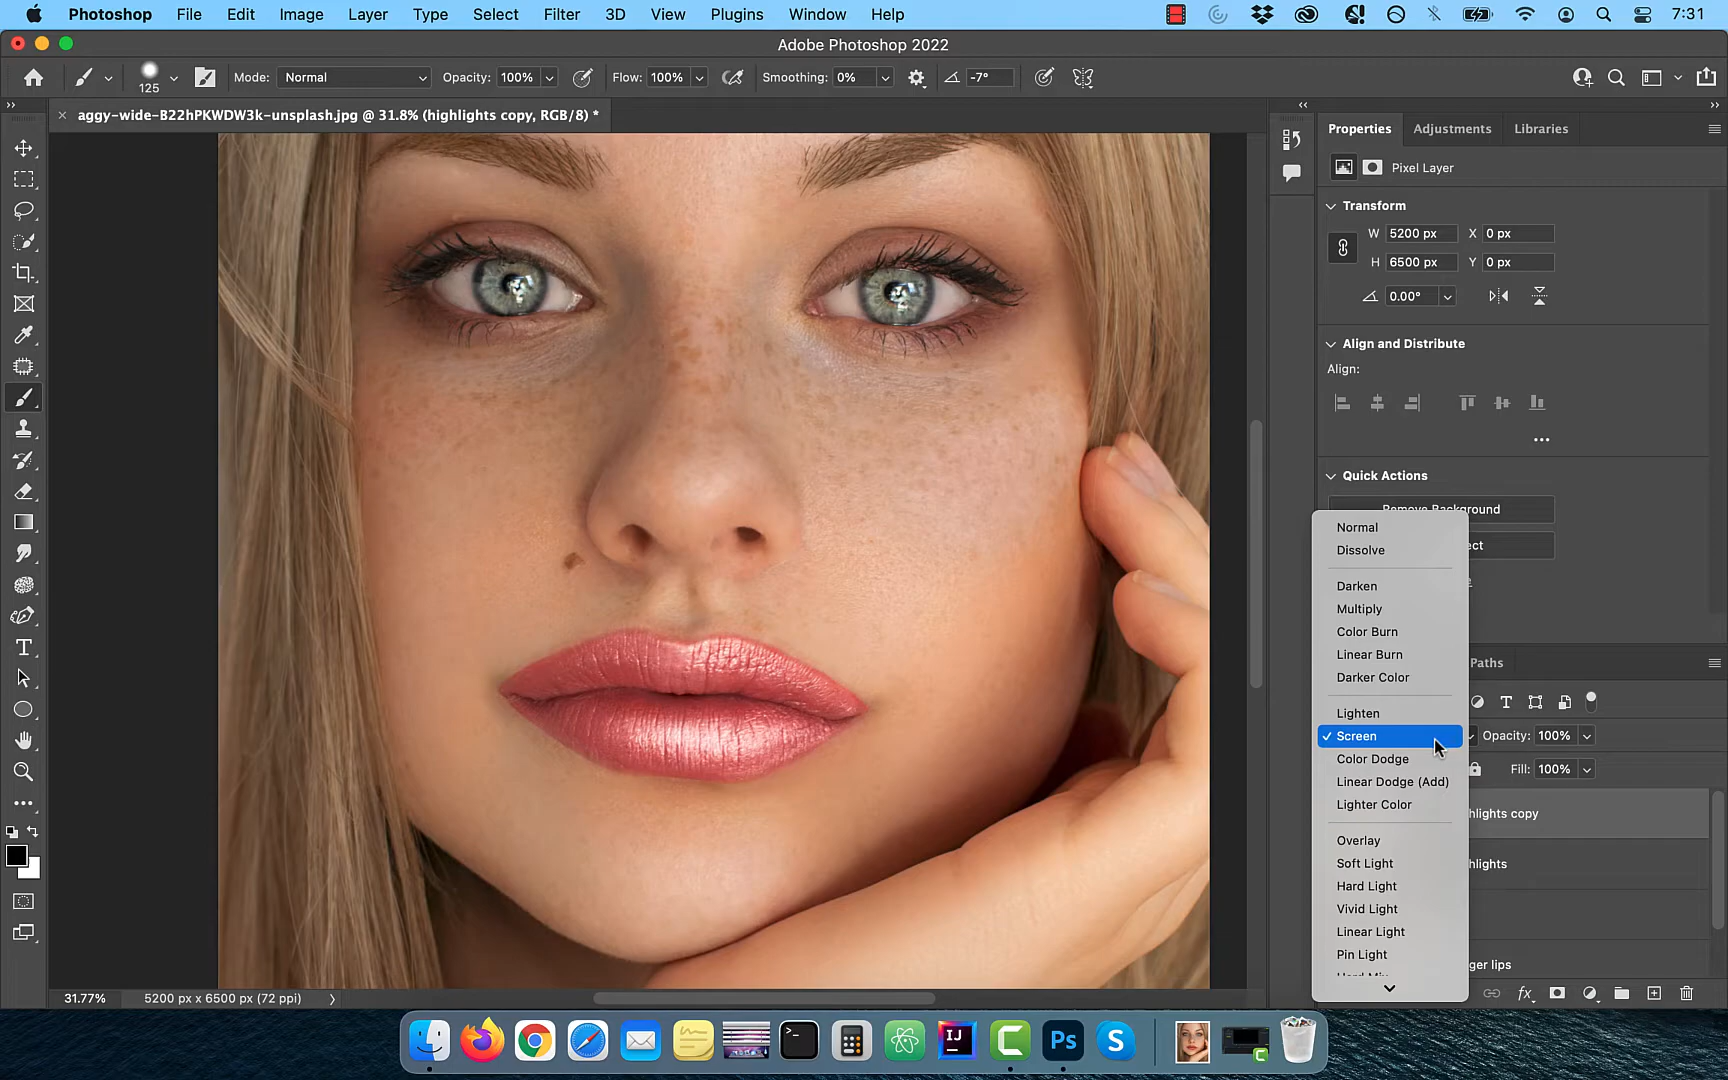 Photoshop File Edit Image Layer Type Select Filter 3D View Plugins Window Help 7:31
Adobe Photoshop 2022
125 Mode: Normal Opacity: 100% Flow: 100% Smoothing: 0% -7°
× aggy-wide-B22hPKWDW3k-unsplash.jpg @ 31.8% (highlights copy, RGB/8) *
Properties Adjustments Libraries
Pixel Layer
Transform
W 5200 px X 0 px
H 6500 px Y 0 px
0.00°
Align and Distribute
Align:
Quick Actions
Remove Background
ect
Normal
Dissolve
Darken
Multiply
Color Burn
Linear Burn
Darker Color
Lighten
✓ Screen
Color Dodge
Linear Dodge (Add)
Lighter Color
Overlay
Soft Light
Hard Light
Vivid Light
Linear Light
Pin Light
Paths
Opacity: 100%
Fill: 100%
hlights copy
hlights
ger lips
fx
31.77% 5200 px x 6500 px (72 ppi)
IJ
Ps